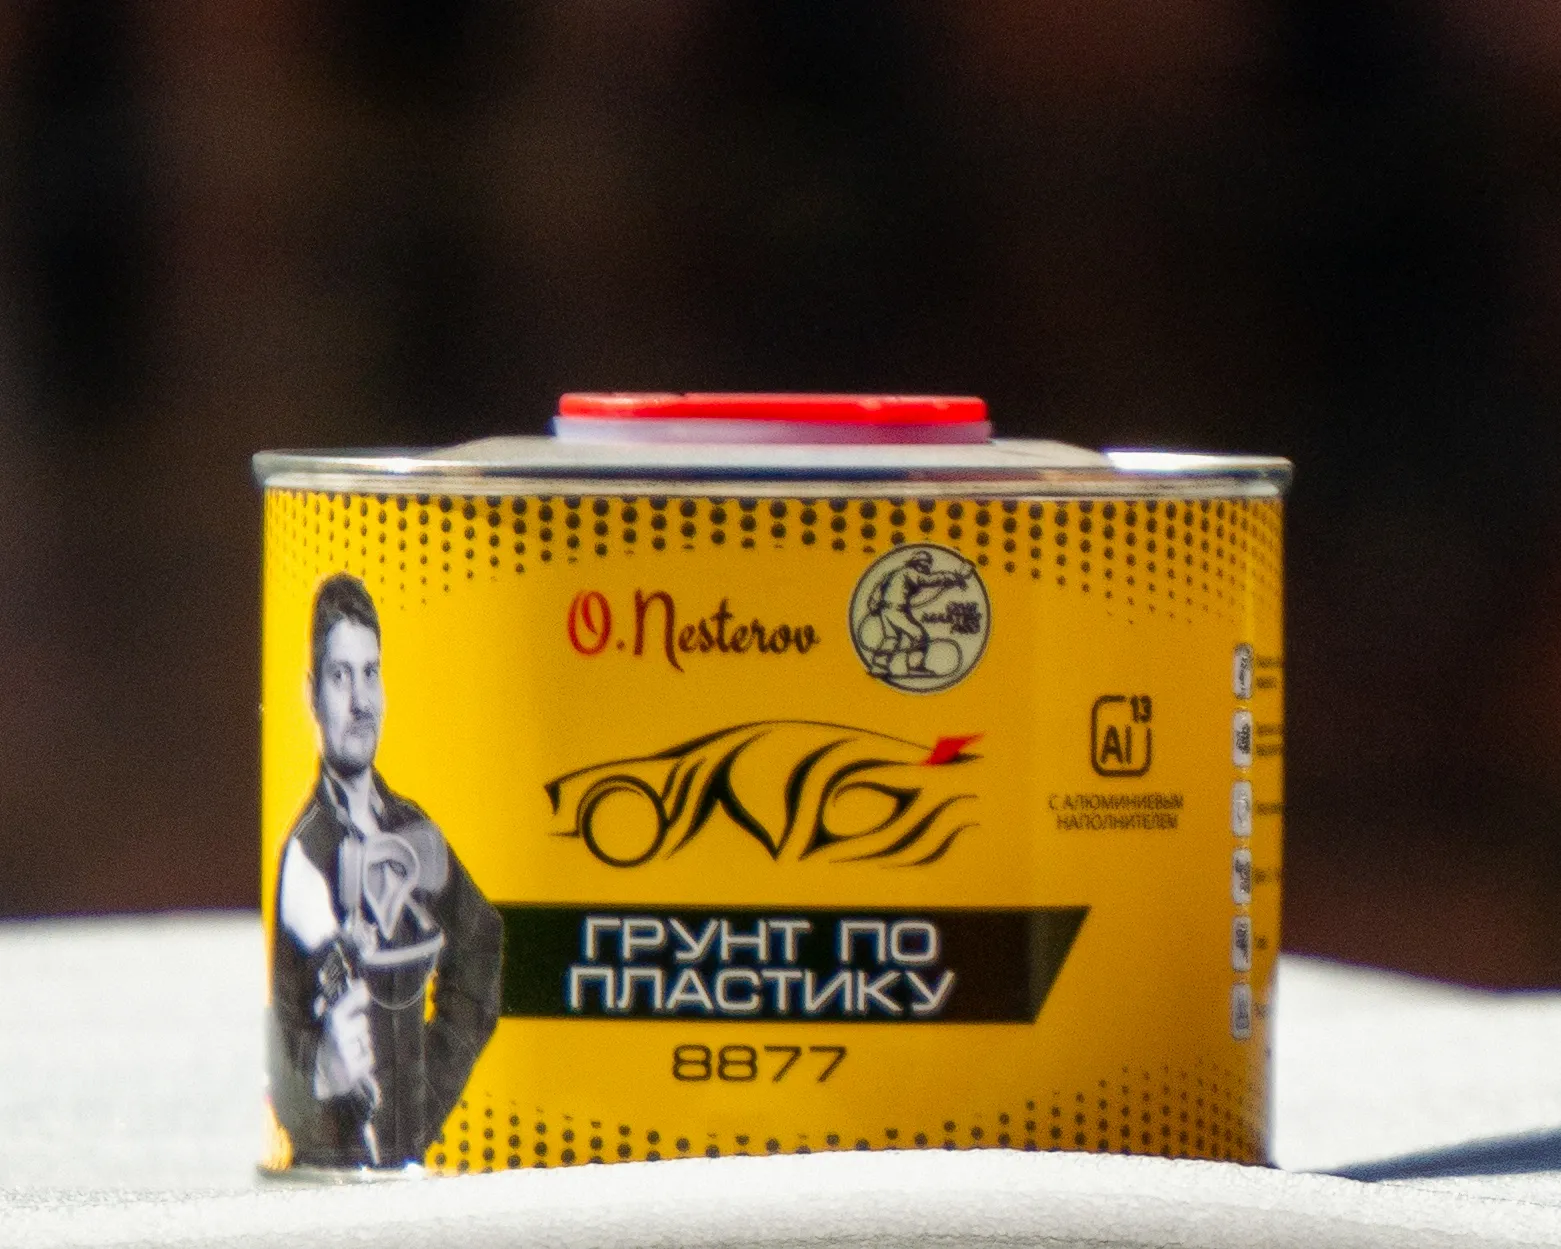 O. Nesterov
13
Al
С АЛЮМИНИЕВЫМ
НАПОЛНИТЕЛЕМ
ГРУНТ ПО
ПЛАСТИКУ
8877